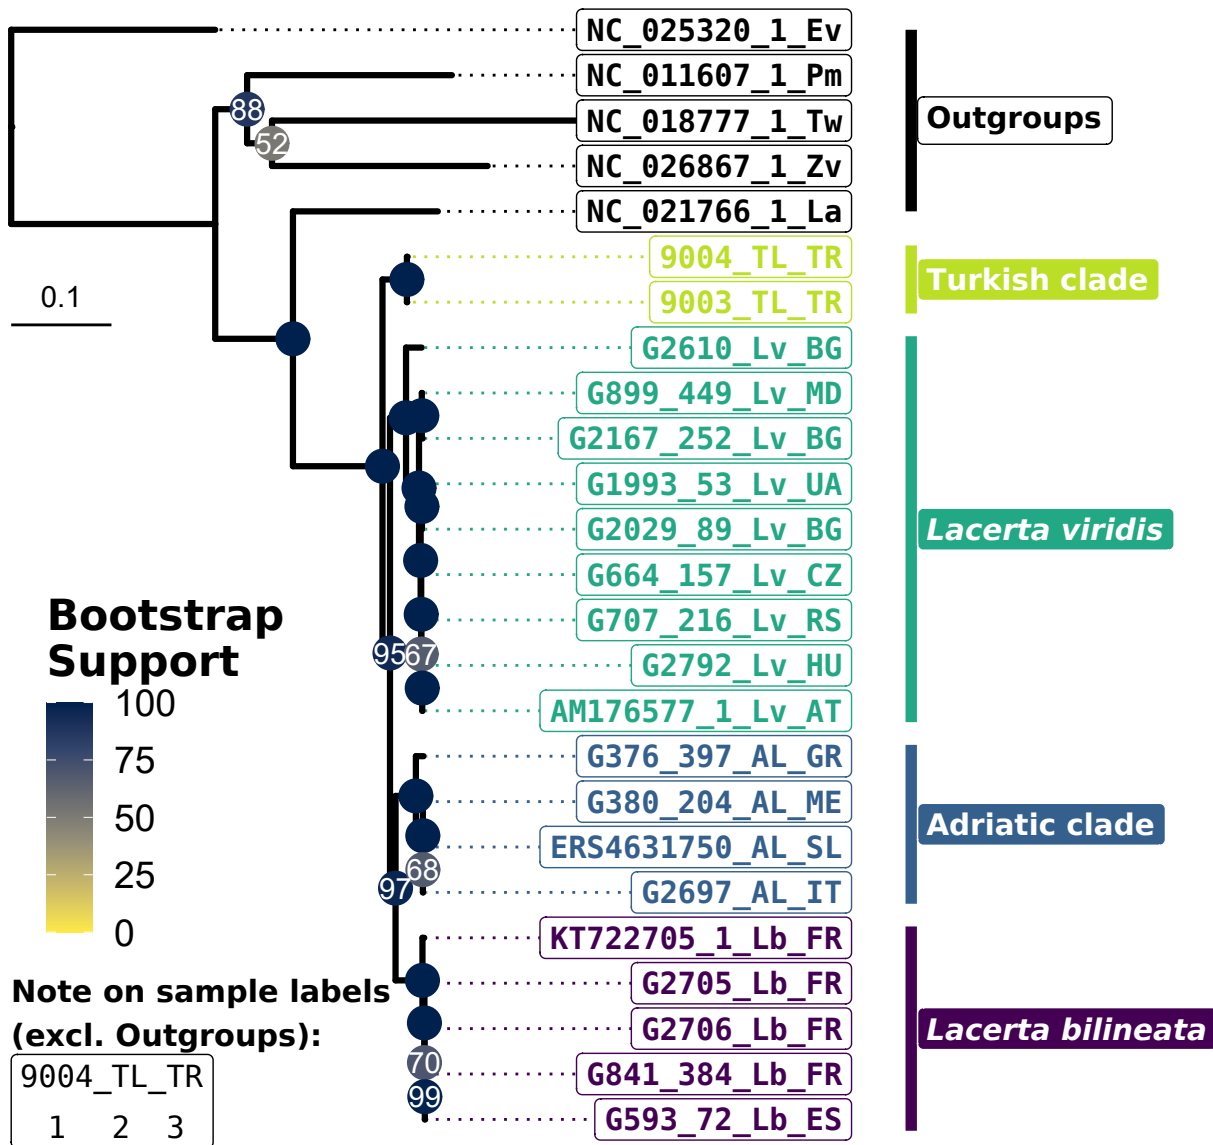 NC_025320_1_Ev
NC_011607_1_Pm
88
NC_018777_1_Tw
Outgroups
52
NC_026867_1_Zv
NC_021766_1_La
9004_TL_TR
Turkish clade
0.1
9003_TL_TR
G2610_Lv_BG
G899_449_Lv_MD
G2167_252_Lv_BG
G1993_53_Lv_UA
G2029_89_Lv_BG
Lacerta viridis
G664_157_Lv_CZ
G707_216_Lv_RS
95
67
G2792_Lv_HU
AM176577_1_Lv_AT
Bootstrap
Support
100
75
50
25
0
G376_397_AL_GR
G380_204_AL_ME
Adriatic clade
ERS4631750_AL_SL
68
97
G2697_AL_IT
KT722705_1_Lb_FR
G2705_Lb_FR
G2706_Lb_FR
Lacerta bilineata
70
G841_384_Lb_FR
99
G593_72_Lb_ES
Note on sample labels
(excl. Outgroups):
9004_TL_TR
1 2 3